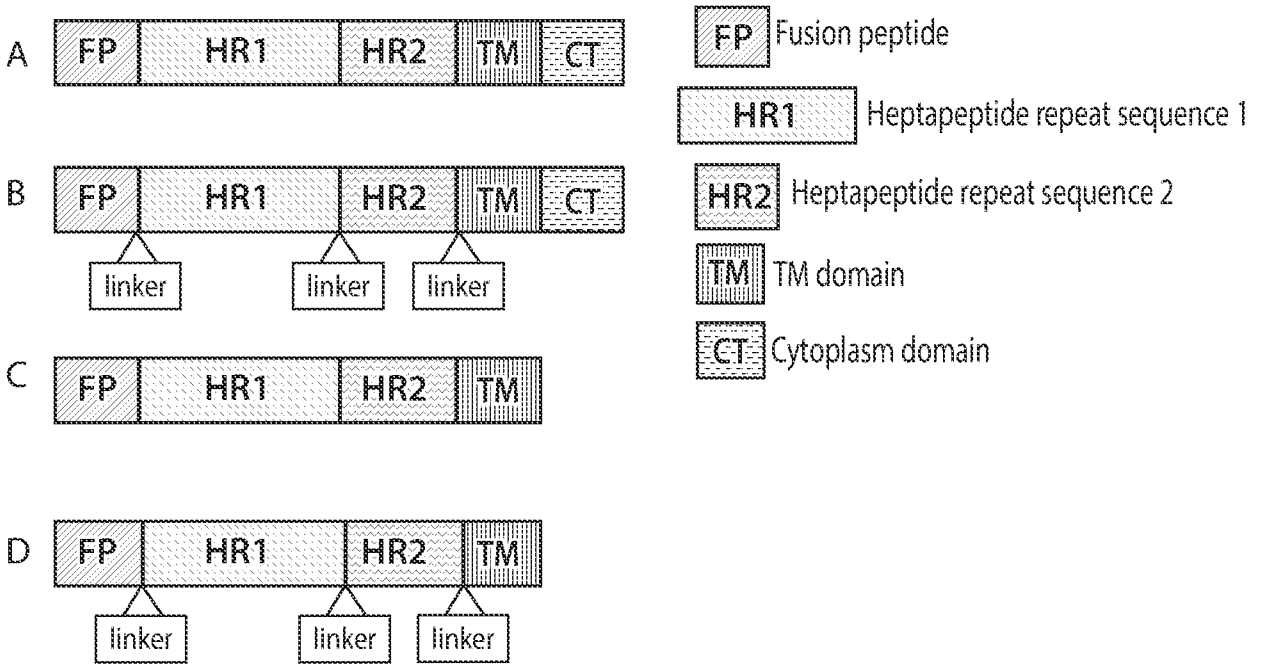 A FP HR1 HR2 TM CT
B FP HR1 HR2 TM CT
linker linker linker
C FP HR1 HR2 TM
D FP HR1 HR2 TM
linker linker linker
FP Fusion peptide
HR1 Heptapeptide repeat sequence 1
HR2 Heptapeptide repeat sequence 2
TM TM domain
CT Cytoplasm domain